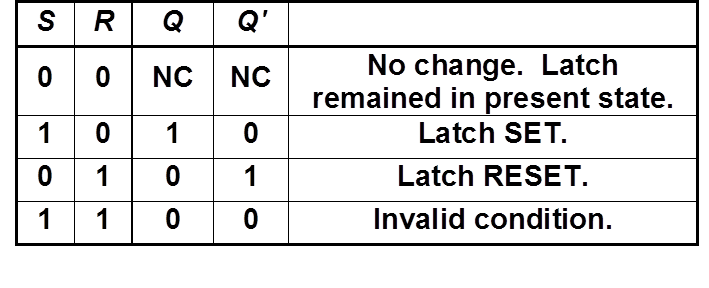 S R Q Q'
0 0 NC NC No change. Latch
remained in present state.
1 0 1 0 Latch SET.
0 1 0 1 Latch RESET.
1 1 0 0 Invalid condition.